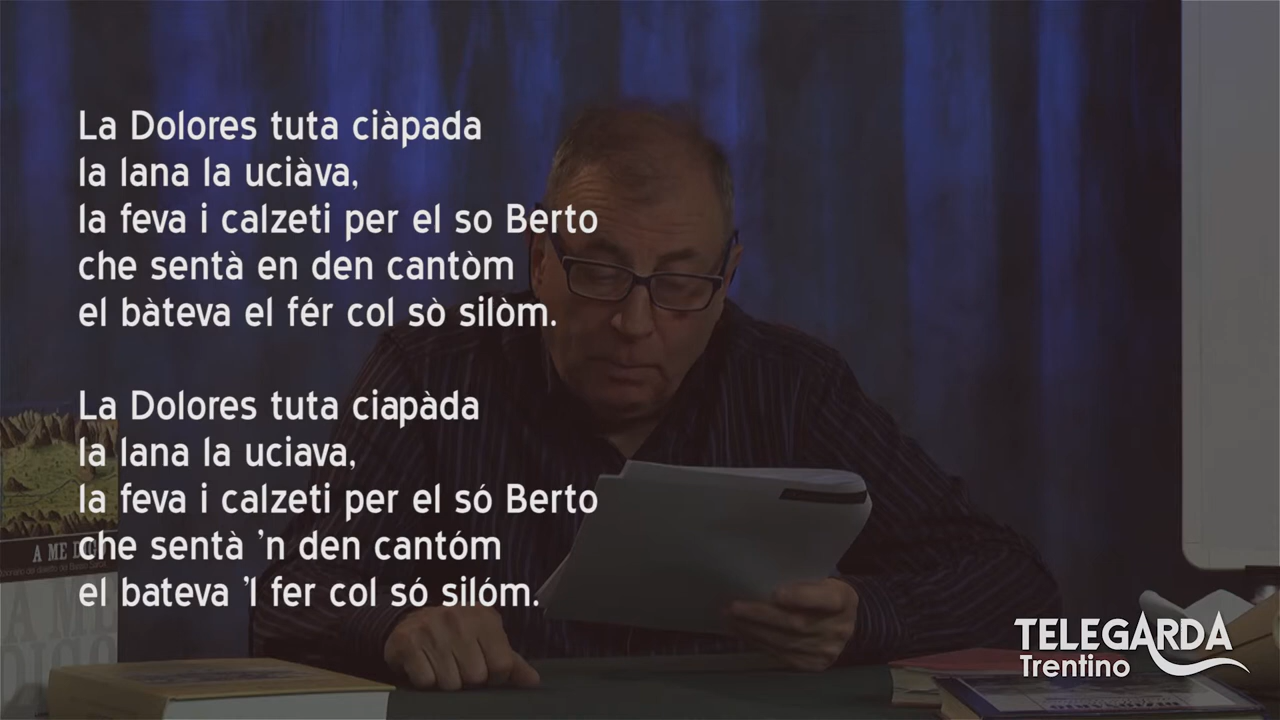 La Dolores tuta ciàpada
la lana la uciàva,
la feva i calzeti per el so Berto
che sentà en den cantòm
el bàteva el fér col sò silòm.
La Dolores tuta ciapàda
la lana la uciava,
la feva i calzeti per el só Berto
che sentà 'n den cantóm
el bateva 'l fer col só silóm.
A ME D
TELEGARDA
Trentino